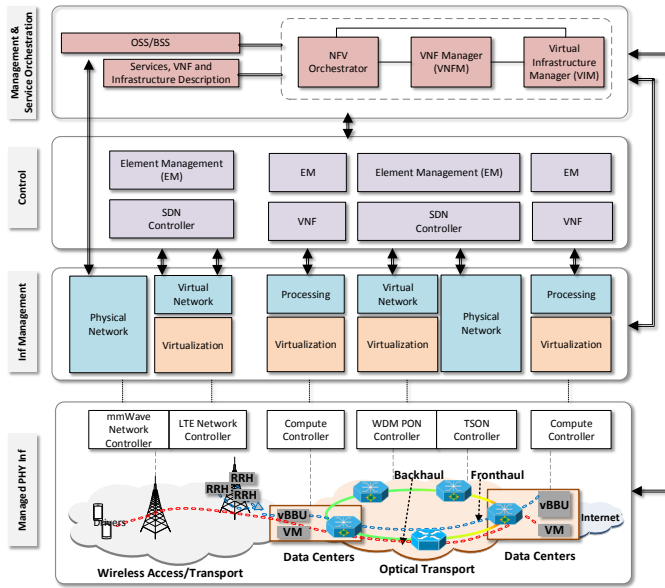 Management &
Service Orchestration
OSS/BSS
Services, VNF and
Infrastructure Description
NFV
Orchestrator
VNF Manager
(VNFM)
Virtual
Infrastructure
Manager (VIM)
Control
Element Management
(EM)
EM
Element Management (EM)
EM
SDN
Controller
VNF
SDN
Controller
VNF
Inf Management
Physical
Network
Virtual
Network
Virtualization
Processing
Virtualization
Virtual
Network
Virtualization
Physical
Network
Processing
Virtualization
Managed PHY Inf
mmWave
Network
Controller
LTE Network
Controller
Compute
Controller
WDM PON
Controller
TSON
Controller
Compute
Controller
RRH
RRH
RRH
Backhaul
Fronthaul
Drivers
vBBU
VM
vBBU
VM
Internet
Data Centers
Optical Transport
Data Centers
Wireless Access/Transport